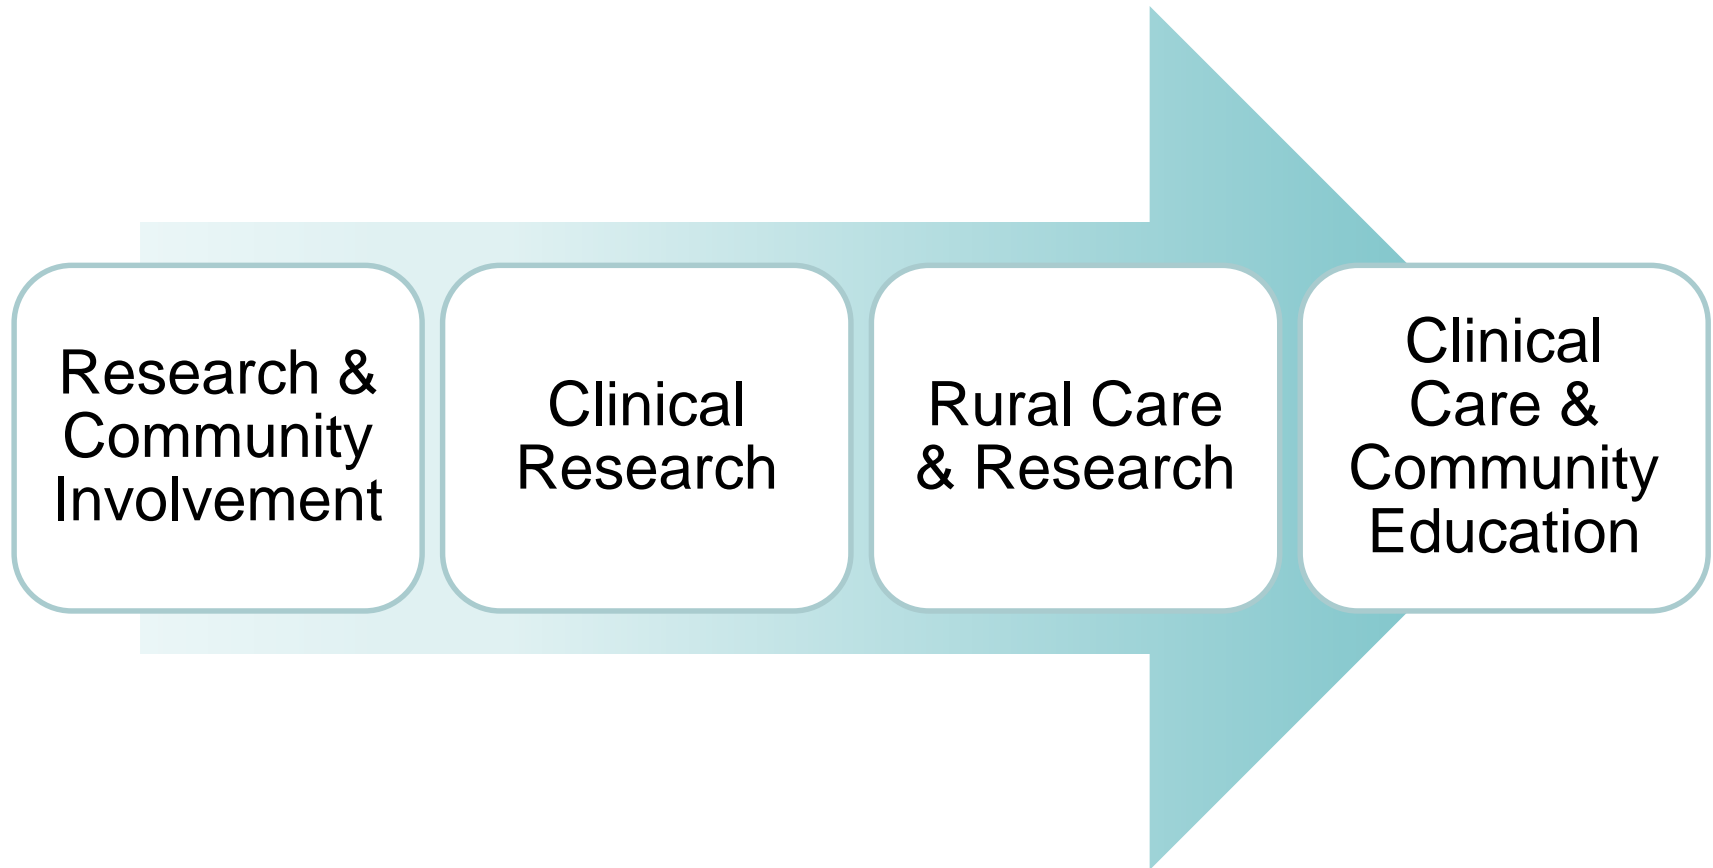 Research &
Community
Involvement
Clinical
Research
Rural Care
& Research
Clinical
Care &
Community
Education